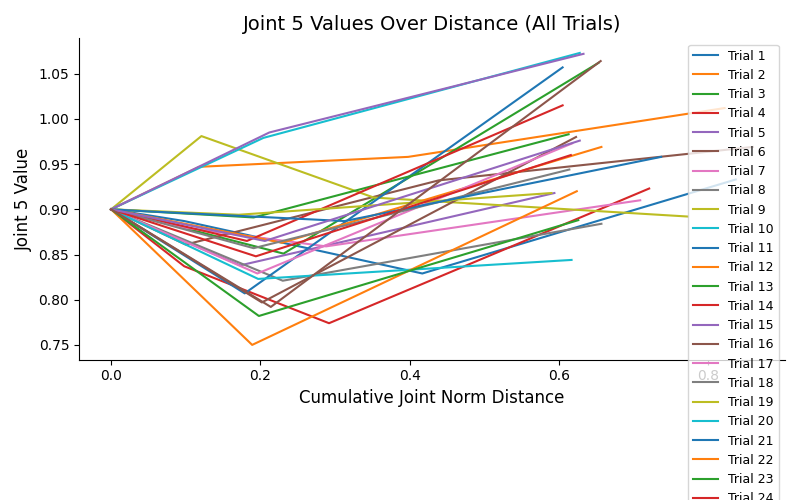 Joint 5 Values Over Distance (All Trials)
Joint 5 Value
1.05
1.00
0.95
0.90
0.85
0.80
0.75
0.0
0.2
0.4
0.6
0.8
Cumulative Joint Norm Distance
Trial 1
Trial 2
Trial 3
Trial 4
Trial 5
Trial 6
Trial 7
Trial 8
Trial 9
Trial 10
Trial 11
Trial 12
Trial 13
Trial 14
Trial 15
Trial 16
Trial 17
Trial 18
Trial 19
Trial 20
Trial 21
Trial 22
Trial 23
Trial 24